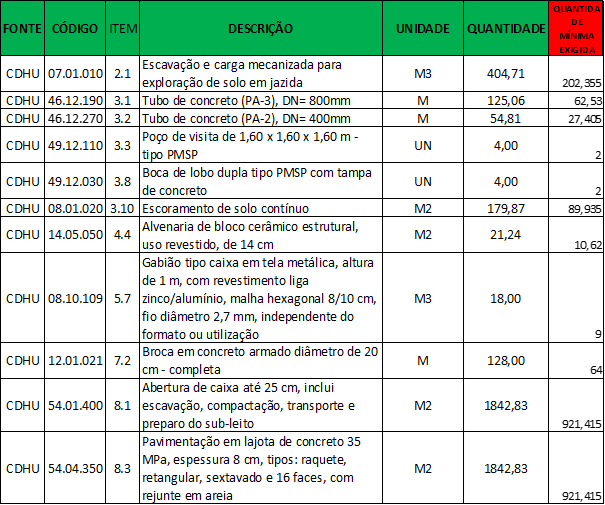 FONTE CÓDIGO ITEM DESCRIÇÃO UNIDADE QUANTIDADE QUANTIDA
DE
MÍNIMA
EXIGIDA
CDHU 07.01.010 2.1 Escavação e carga mecanizada para
exploração de solo em jazida M3 404,71 202,355
CDHU 46.12.190 3.1 Tubo de concreto (PA-3), DN= 800mm M 125,06 62,53
CDHU 46.12.270 3.2 Tubo de concreto (PA-2), DN= 400mm M 54,81 27,405
CDHU 49.12.110 3.3 Poço de visita de 1,60 x 1,60 x 1,60 m -
tipo PMSP UN 4,00 2
CDHU 49.12.030 3.8 Boca de lobo dupla tipo PMSP com tampa
de concreto UN 4,00 2
CDHU 08.01.020 3.10 Escoramento de solo contínuo M2 179,87 89,935
CDHU 14.05.050 4.4 Alvenaria de bloco cerâmico estrutural,
uso revestido, de 14 cm M2 21,24 10,62
CDHU 08.10.109 5.7 Gabião tipo caixa em tela metálica, altura
de 1 m, com revestimento liga
zinco/alumínio, malha hexagonal 8/10 cm,
fio diâmetro 2,7 mm, independente do
formato ou utilização M3 18,00 9
CDHU 12.01.021 7.2 Broca em concreto armado diâmetro de 20
cm - completa M 128,00 64
CDHU 54.01.400 8.1 Abertura de caixa até 25 cm, inclui
escavação, compactação, transporte e
preparo do sub-leito M2 1842,83 921,415
CDHU 54.04.350 8.3 Pavimentação em lajota de concreto 35
MPa, espessura 8 cm, tipos: raquete,
retangular, sextavado e 16 faces, com
rejunte em areia M2 1842,83 921,415